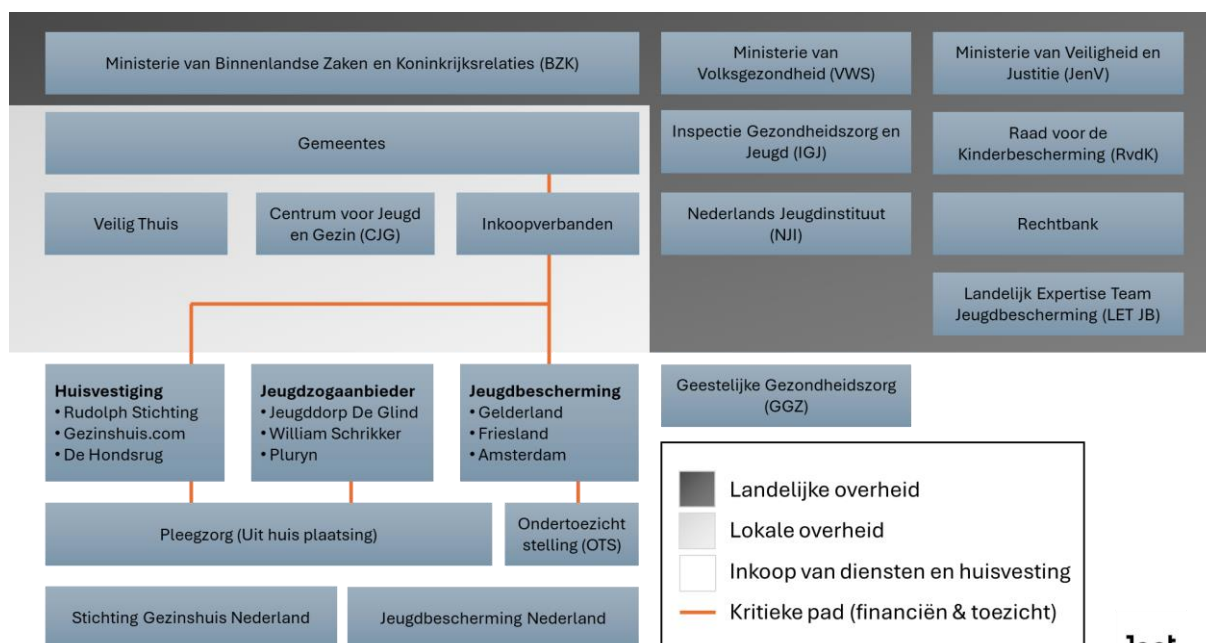 Ministerie van Binnenlandse Zaken en Koninkrijksrelaties (BZK)
Ministerie van
Volksgezondheid (VWS)
Ministerie van Veiligheid en
Justitie (JenV)
Gemeentes
Inspectie Gezondheidszorg en
Jeugd (IGJ)
Raad voor de
Kinderbescherming (RvdK)
Veilig Thuis
Centrum voor Jeugd
en Gezin (CJG)
Inkoopverbanden
Nederlands Jeugdinstituut
(NJI)
Rechtbank
Landelijk Expertise Team
Jeugdbescherming (LET JB)
Huisvestiging
• Rudolph Stichting
• Gezinshuis.com
• De Hondsrug
Jeugdzogaanbieder
• Jeugddorp De Glind
• William Schrikker
• Pluryn
Jeugdbescherming
• Gelderland
• Friesland
• Amsterdam
Geestelijke Gezondheidszorg
(GGZ)
Pleegzorg (Uit huis plaatsing)
Ondertoezicht
stelling (OTS)
Stichting Gezinshuis Nederland
Jeugdbescherming Nederland
Landelijke overheid
Lokale overheid
Inkoop van diensten en huisvesting
Kritieke pad (financiën & toezicht)